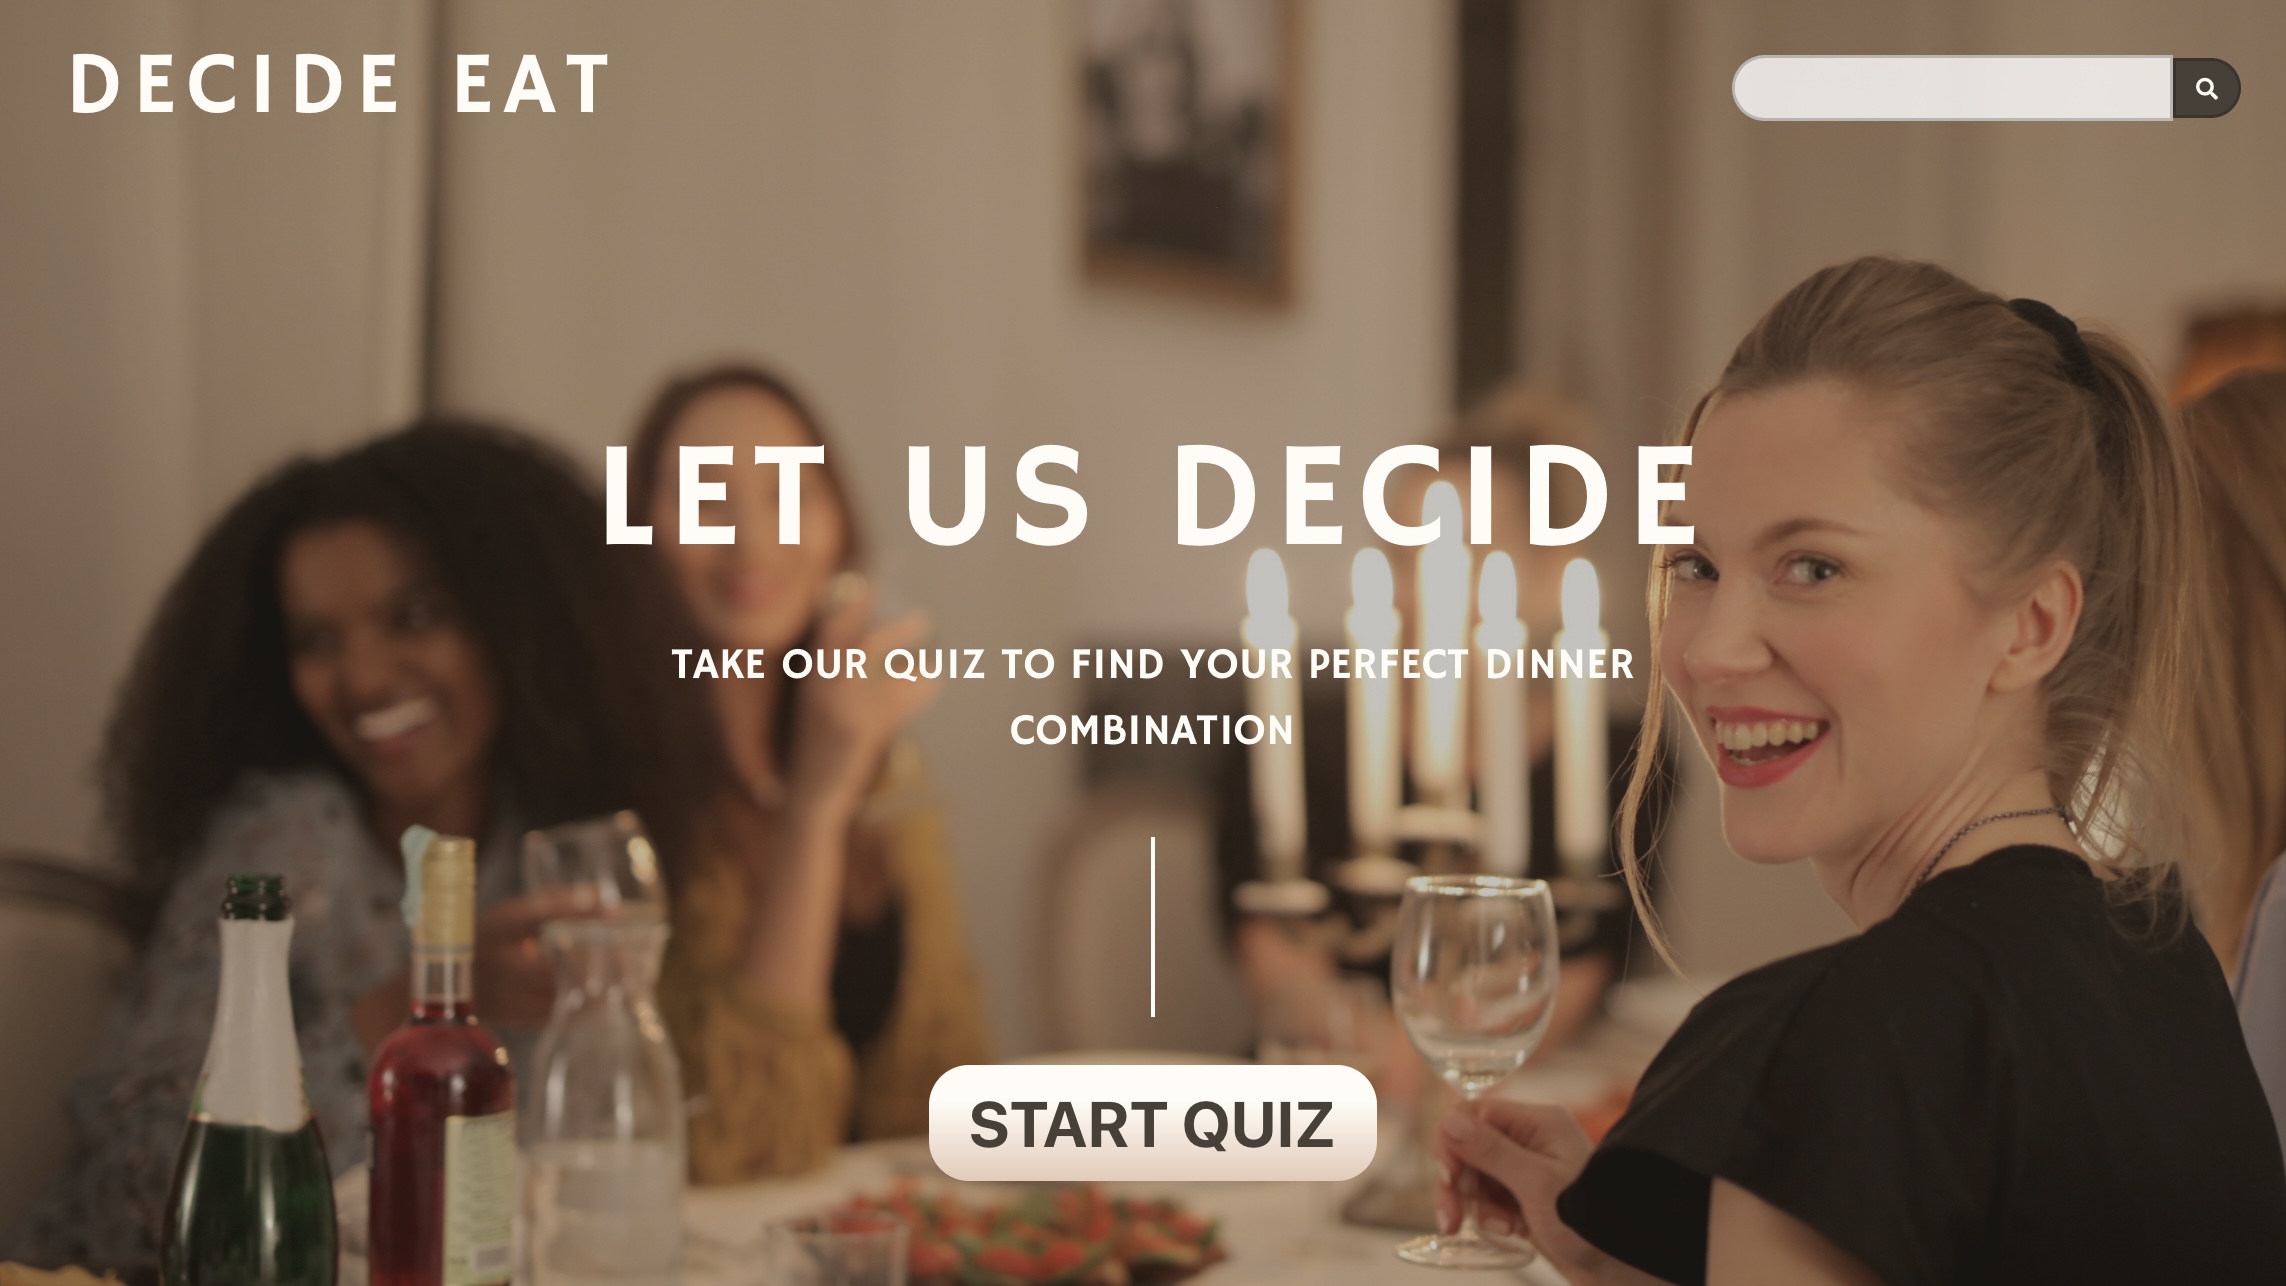 DECIDE EAT
LET US DECIDE
TAKE OUR QUIZ TO FIND YOUR PERFECT DINNER
COMBINATION
START QUIZ